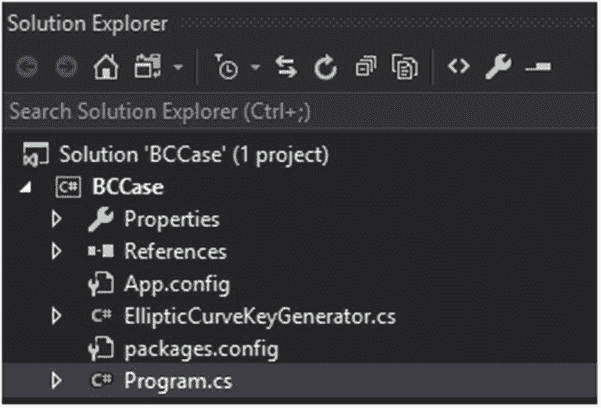 Solution Explorer
Search Solution Explorer (Ctrl+;)
Solution 'BCCase' (1 project)
C# BCCase
Properties
References
App.config
C# EllipticCurveKeyGenerator.cs
packages.config
C# Program.cs